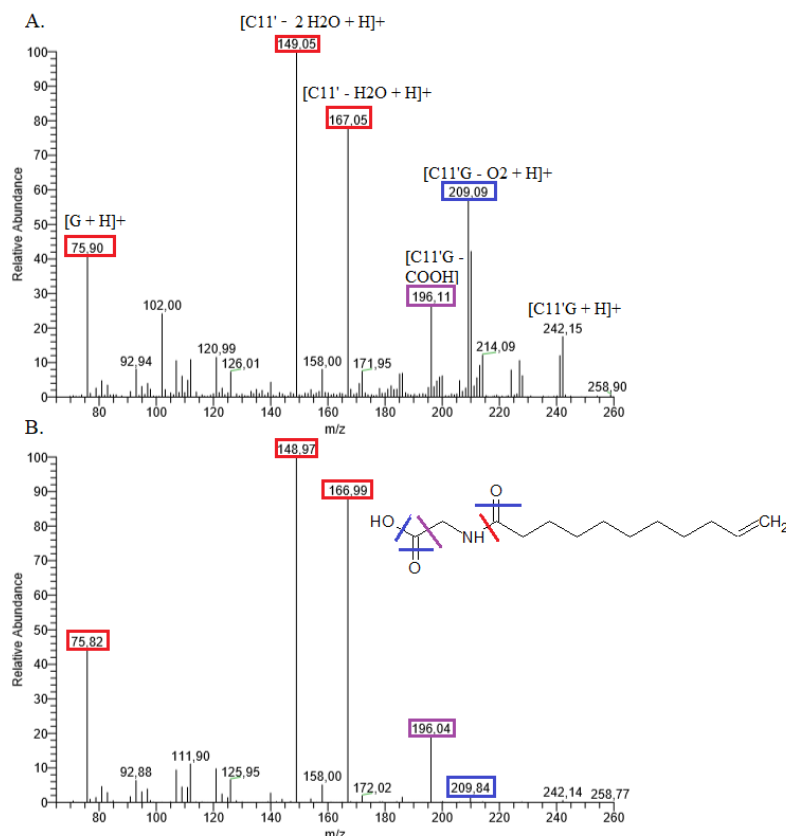 A.
[C11' - 2 H2O + H]+
149,05
[C11' - H2O + H]+
167,05
[C11'G - O2 + H]+
209,09
[G + H]+
75,90
[C11'G -
COOH]
196,11
[C11'G + H]+
242,15
102,00
92,94
120,99
126,01
158,00
171,95
214,09
258,90
Relative Abundance
100
90
80
70
60
50
40
30
20
10
0
80 100 120 140 160 180 200 220 240 260
m/z
B.
148,97
166,99
O
HO
NH
CH2
O
75,82
196,04
92,88
111,90
125,95
158,00
172,02
209,84
242,14
258,77
Relative Abundance
100
90
80
70
60
50
40
30
20
10
0
80 100 120 140 160 180 200 220 240 260
m/z